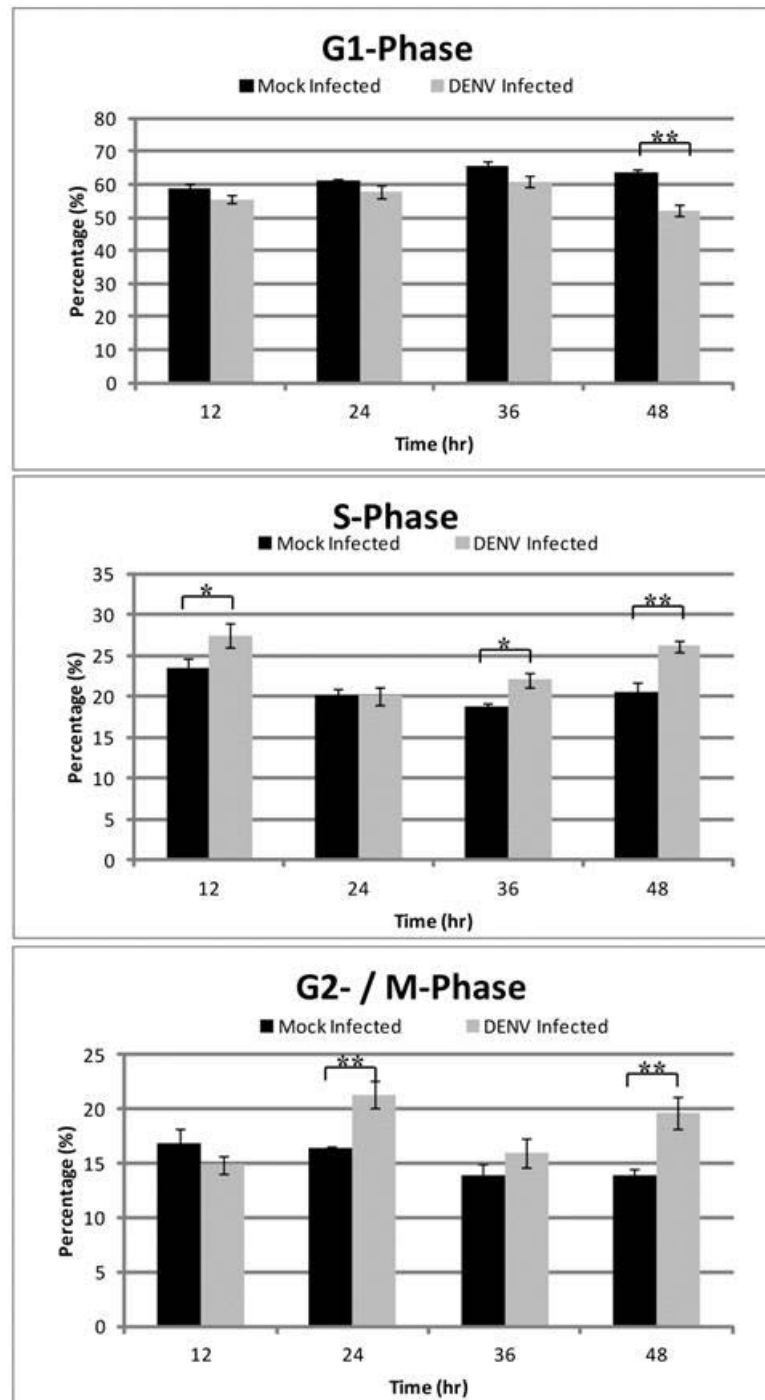 G1-Phase
Mock Infected DENV Infected
80
70
60
50
40
30
20
10
0
Percentage (%)
**
12 24 36 48
Time (hr)
S-Phase
Mock Infected DENV Infected
35
30
25
20
15
10
5
0
Percentage (%)
* * **
12 24 36 48
Time (hr)
G2- / M-Phase
Mock Infected DENV Infected
25
20
15
10
5
0
Percentage (%)
** **
12 24 36 48
Time (hr)